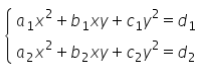 a₁x² + b₁xy + c₁y² = d₁
a₂x² + b₂xy + c₂y² = d₂